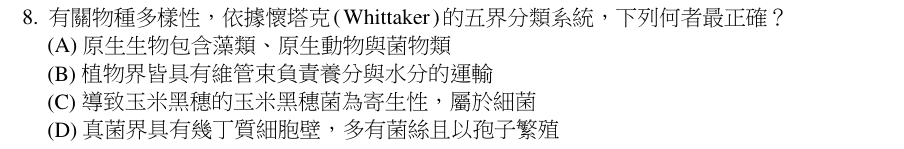 8. 有關物種多樣性，依據懷塔克(Whittaker)的五界分類系統，下列何者最正確？
(A) 原生生物包含藻類、原生動物與菌物類
(B) 植物界皆具有維管束負責養分與水分的運輸
(C) 導致玉米黑穗的玉米黑穗菌為寄生性，屬於細菌
(D) 真菌界具有幾丁質細胞壁，多有菌絲且以孢子繁殖